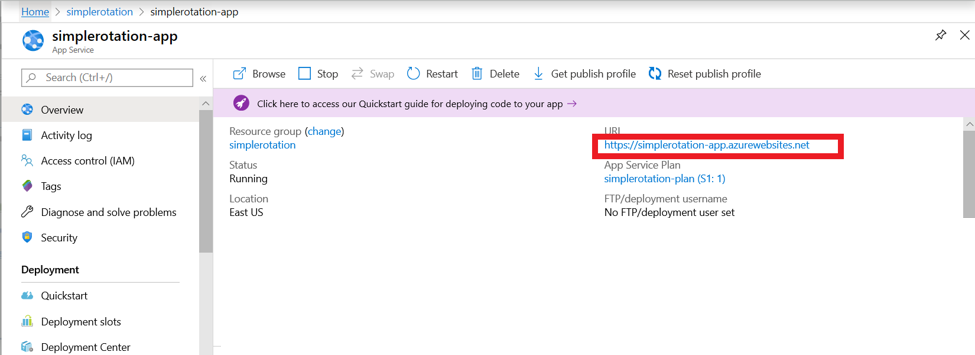 Home > simplerotation > simplerotation-app
simplerotation-app
App Service
Search (Ctrl+/)
«
Browse Stop Swap Restart Delete Get publish profile Reset publish profile
Click here to access our Quickstart guide for deploying code to your app →
Overview
Activity log
Access control (IAM)
Tags
Diagnose and solve problems
Security
Deployment
Quickstart
Deployment slots
Deployment Center
Resource group (change)
simplerotation
Status
Running
Location
East US
URL
https://simplerotation-app.azurewebsites.net
App Service Plan
simplerotation-plan (S1: 1)
FTP/deployment username
No FTP/deployment user set